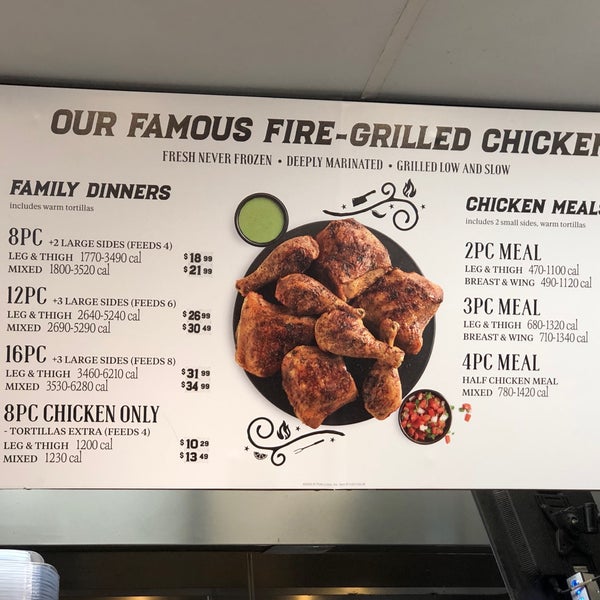 OUR FAMOUS FIRE-GRILLED CHICKEN
FRESH NEVER FROZEN • DEEPLY MARINATED • GRILLED LOW AND SLOW
FAMILY DINNERS
includes warm tortillas
8PC +2 LARGE SIDES (FEEDS 4)
LEG & THIGH 1770-3490 cal $18 99
MIXED 1800-3520 cal $21 99
12PC +3 LARGE SIDES (FEEDS 6)
LEG & THIGH 2640-5240 cal $26 99
MIXED 2690-5290 cal $30 49
16PC +3 LARGE SIDES (FEEDS 8)
LEG & THIGH 3460-6210 cal $31 99
MIXED 3530-6280 cal $34 99
8PC CHICKEN ONLY
- TORTILLAS EXTRA (FEEDS 4)
LEG & THIGH 1200 cal $10 29
MIXED 1230 cal $13 49
CHICKEN MEALS
includes 2 small sides, warm tortillas
2PC MEAL
LEG & THIGH 470-1100 cal
BREAST & WING 490-1120 cal
3PC MEAL
LEG & THIGH 680-1320 cal
BREAST & WING 710-1340 cal
4PC MEAL
HALF CHICKEN MEAL
MIXED 780-1420 cal